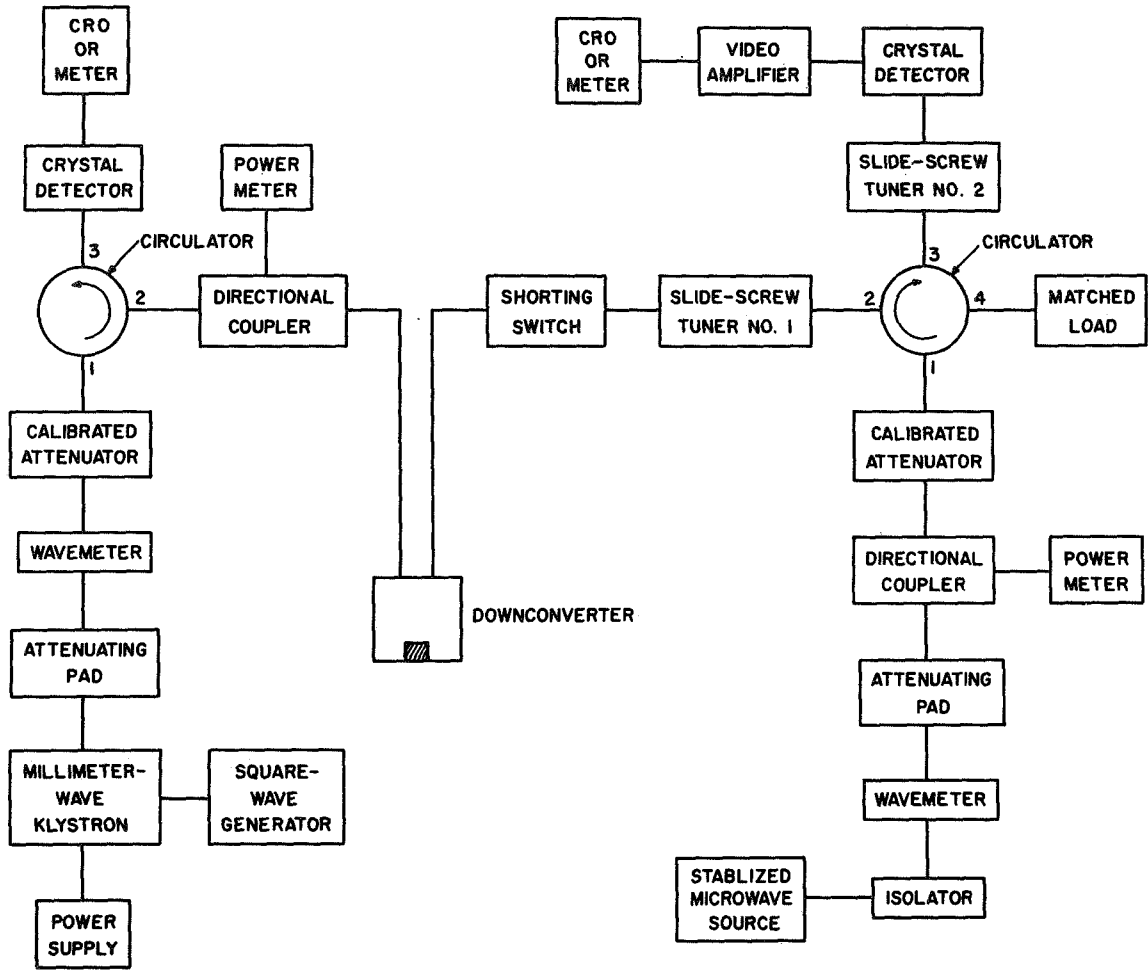 CRO
OR
METER
CRYSTAL
DETECTOR
POWER
METER
3
CIRCULATOR
2
DIRECTIONAL
COUPLER
1
CALIBRATED
ATTENUATOR
WAVEMETER
ATTENUATING
PAD
MILLIMETER-
WAVE
KLYSTRON
SQUARE-
WAVE
GENERATOR
POWER
SUPPLY
DOWNCONVERTER
CRO
OR
METER
VIDEO
AMPLIFIER
CRYSTAL
DETECTOR
SLIDE-SCREW
TUNER NO. 2
3
CIRCULATOR
SHORTING
SWITCH
SLIDE-SCREW
TUNER NO. 1
2
4
MATCHED
LOAD
1
CALIBRATED
ATTENUATOR
DIRECTIONAL
COUPLER
POWER
METER
ATTENUATING
PAD
WAVEMETER
STABLIZED
MICROWAVE
SOURCE
ISOLATOR